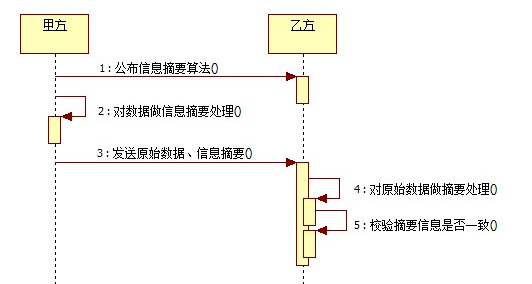 甲方
乙方
1：公布信息摘要算法()
2：对数据做信息摘要处理()
3：发送原始数据、信息摘要()
4：对原始数据做摘要处理()
5：校验摘要信息是否一致()